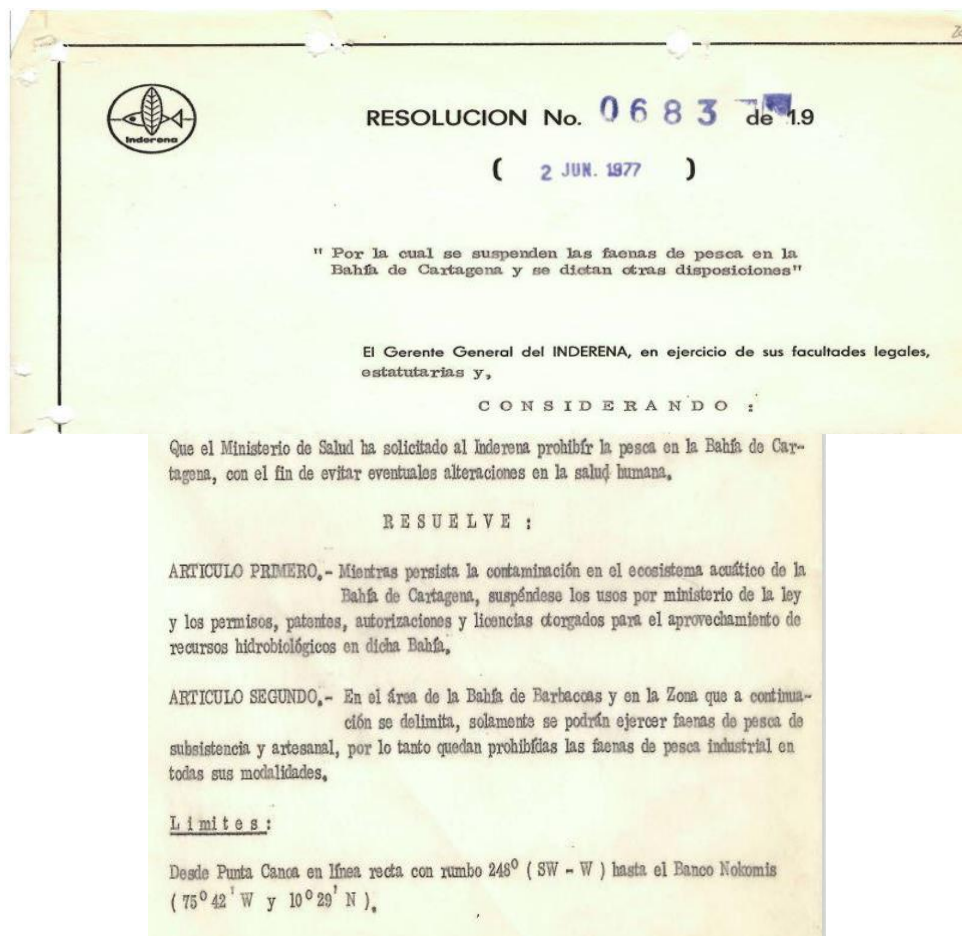 Inderena
RESOLUCION No. 0683 de 19
( 2 JUN. 1977 )
" Por la cual se suspenden las faenas de pesca en la
Bahía de Cartagena y se dictan otras disposiciones"
El Gerente General del INDERENA, en ejercicio de sus facultades legales,
estatutarias y,
C O N S I D E R A N D O :
Que el Ministerio de Salud ha solicitado al Inderena prohibír la pesca en la Bahía de Car-
tagena, con el fin de evitar eventuales alteraciones en la salud humana.
R E S U E L V E :
ARTICULO PRIMERO.- Mientras persista la contaminación en el ecosistema acuático de la
Bahía de Cartagena, suspéndese los usos por ministerio de la ley
y los permisos, patentes, autorizaciones y licencias otorgados para el aprovechamiento de
recursos hidrobiológicos en dicha Bahía.
ARTICULO SEGUNDO.- En el área de la Bahía de Barbacoas y en la Zona que a continua-
ción se delimita, solamente se podrán ejercer faenas de pesca de
subsistencia y artesanal, por lo tanto quedan prohibídas las faenas de pesca industrial en
todas sus modalidades.
L í m i t e s :
Desde Punta Canoa en línea recta con rumbo 248º ( SW - W ) hasta el Banco Nokomis
( 75º 42' W y 10º 29' N ).